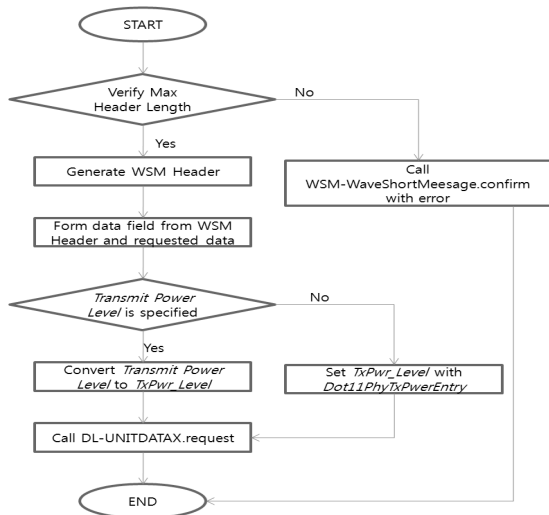 START
Verify Max
Header Length
No
Yes
Generate WSM Header
Call
WSM-WaveShortMeesage.confirm
with error
Form data field from WSM
Header and requested data
Transmit Power
Level is specified
No
Yes
Convert Transmit Power
Level to TxPwr_Level
Set TxPwr_Level with
Dot11PhyTxPwerEntry
Call DL-UNITDATAX.request
END